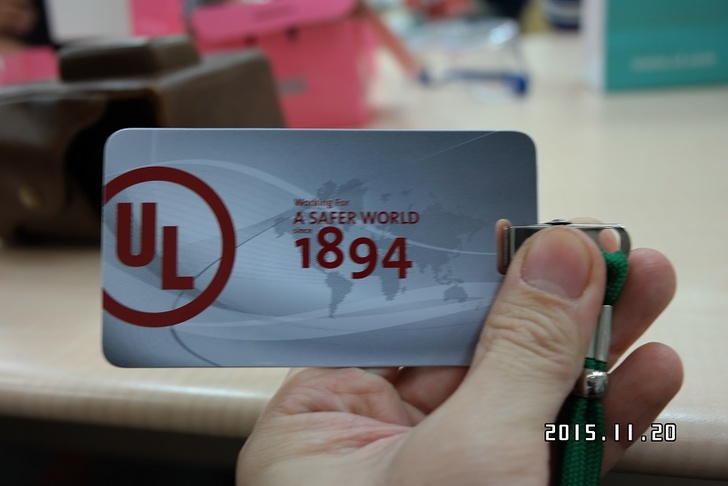 UL
Working For
A SAFER WORLD
since
1894
2015.11.20